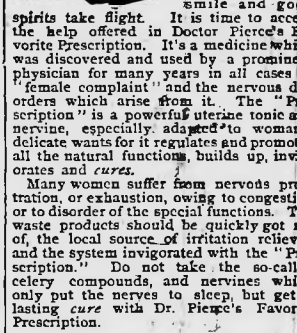 smile and go
spirits take flight. It is time to acce
the help offered in Doctor Pierce's F
vorite Prescription. It's a medicine whi
was discovered and used by a promine
physician for many years in all cases
"female complaint" and the nervous d
orders which arise from it. The "P
scription" is a powerful uterine tonic a
nervine, especially adapted to woma
delicate wants for it regulates and promot
all the natural functions, builds up, inv
orates and cures.
Many women suffer from nervous pr
tration, or exhaustion, owing to congesti
or to disorder of the special functions. T
waste products should be quickly got r
of, the local source of irritation reliev
and the system invigorated with the "P
scription." Do not take the so-call
celery compounds, and nervines whi
only put the nerves to sleep, but get
lasting cure with Dr. Pierce's Favor
Prescription.